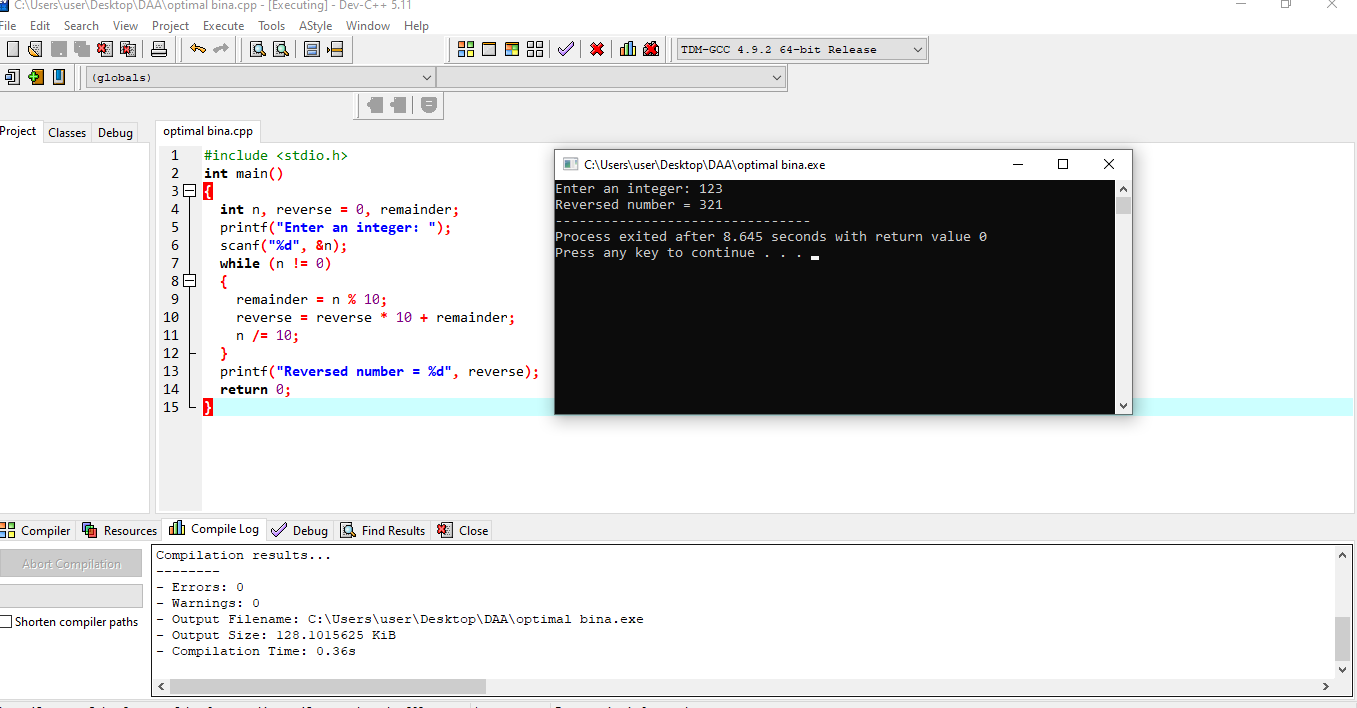 C:\Users\user\Desktop\DAA\optimal bina.cpp - [Executing] - Dev-C++ 5.11
File Edit Search View Project Execute Tools AStyle Window Help
TDM-GCC 4.9.2 64-bit Release
(globals)
Project Classes Debug
optimal bina.cpp
1 #include <stdio.h>
2 int main()
3 {
4 int n, reverse = 0, remainder;
5 printf("Enter an integer: ");
6 scanf("%d", &n);
7 while (n != 0)
8 {
9 remainder = n % 10;
10 reverse = reverse * 10 + remainder;
11 n /= 10;
12 }
13 printf("Reversed number = %d", reverse);
14 return 0;
15 }
C:\Users\user\Desktop\DAA\optimal bina.exe
Enter an integer: 123
Reversed number = 321
--------------------------------
Process exited after 8.645 seconds with return value 0
Press any key to continue . . .
Compiler Resources Compile Log Debug Find Results Close
Abort Compilation
Shorten compiler paths
Compilation results...
--------
- Errors: 0
- Warnings: 0
- Output Filename: C:\Users\user\Desktop\DAA\optimal bina.exe
- Output Size: 128.1015625 KiB
- Compilation Time: 0.36s